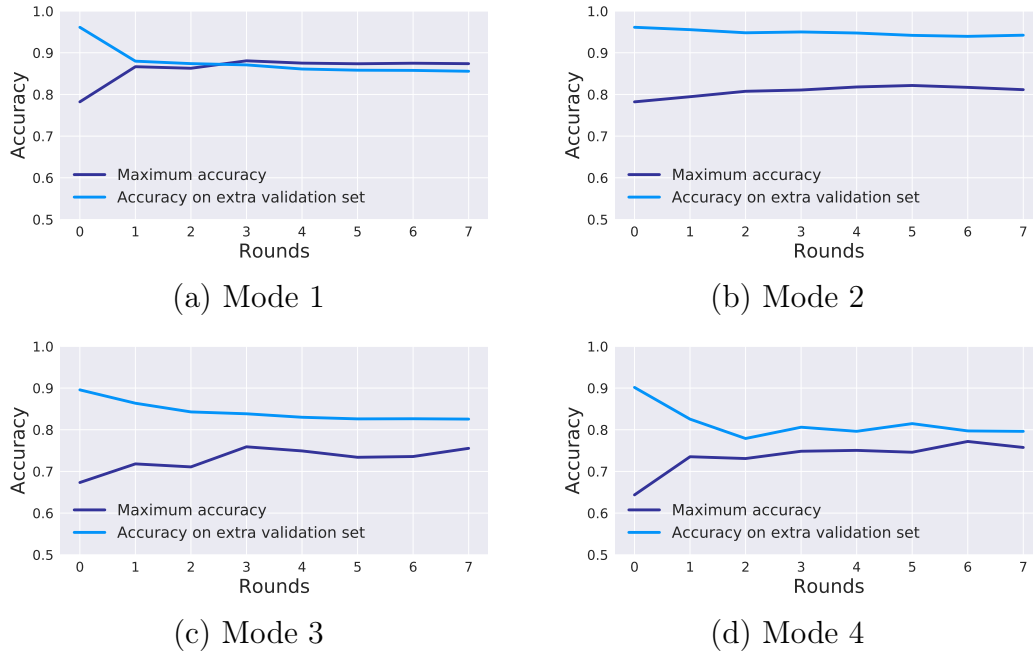 1.0
0.9
0.8
0.7
0.6
0.5
Accuracy
Maximum accuracy
Accuracy on extra validation set
0 1 2 3 4 5 6 7
Rounds
(a) Mode 1
1.0
0.9
0.8
0.7
0.6
0.5
Accuracy
Maximum accuracy
Accuracy on extra validation set
0 1 2 3 4 5 6 7
Rounds
(b) Mode 2
1.0
0.9
0.8
0.7
0.6
0.5
Accuracy
Maximum accuracy
Accuracy on extra validation set
0 1 2 3 4 5 6 7
Rounds
(c) Mode 3
1.0
0.9
0.8
0.7
0.6
0.5
Accuracy
Maximum accuracy
Accuracy on extra validation set
0 1 2 3 4 5 6 7
Rounds
(d) Mode 4